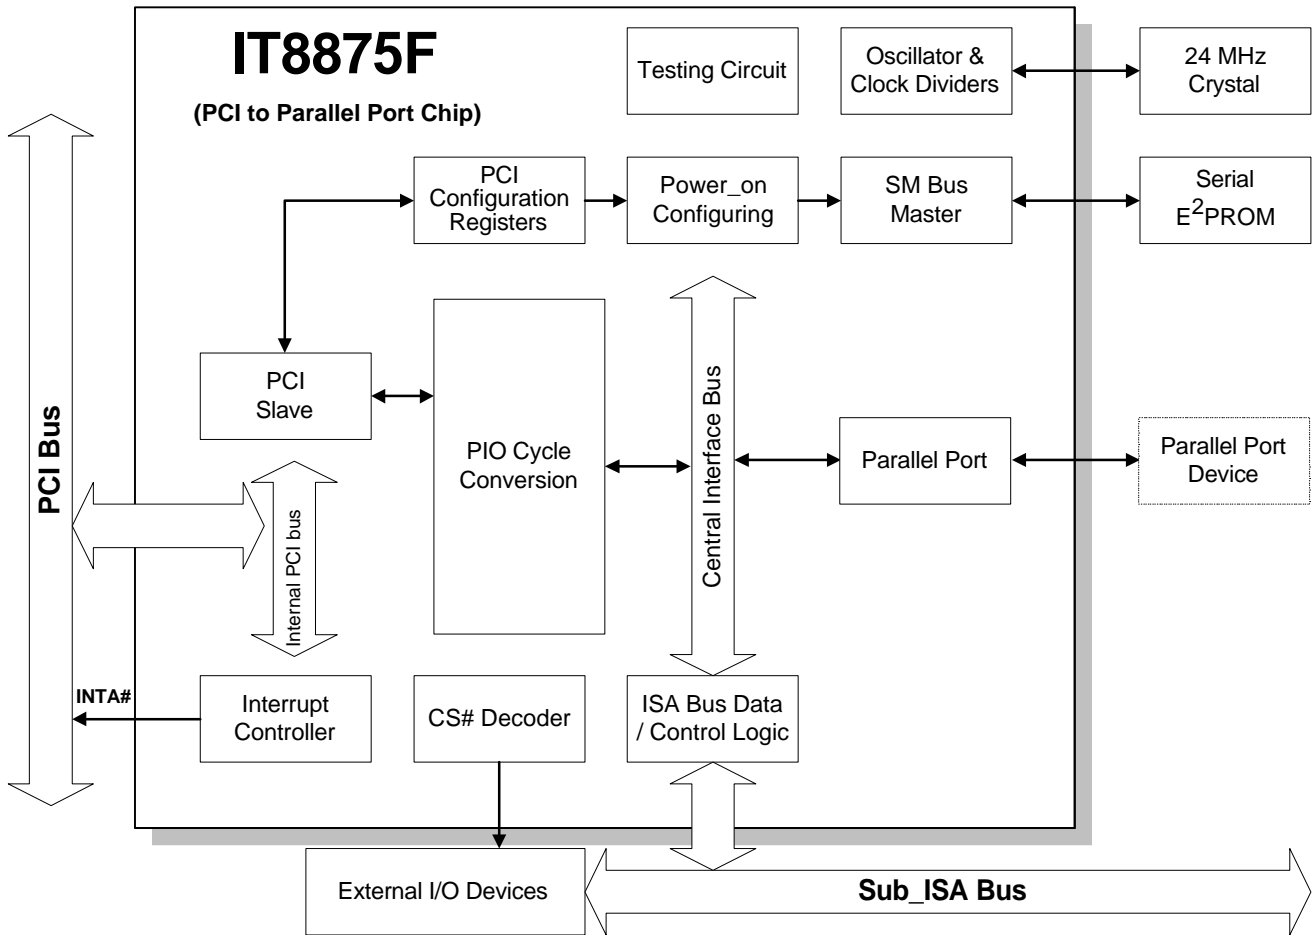 IT8875F
(PCI to Parallel Port Chip)
Testing Circuit
Oscillator &
Clock Dividers
24 MHz
Crystal
PCI
Configuration
Registers
Power_on
Configuring
SM Bus
Master
Serial
E²PROM
PCI
Slave
PCI Bus
Internal PCI bus
PIO Cycle
Conversion
Central Interface Bus
Parallel Port
Parallel Port
Device
INTA#
Interrupt
Controller
CS# Decoder
ISA Bus Data
/ Control Logic
External I/O Devices
Sub_ISA Bus